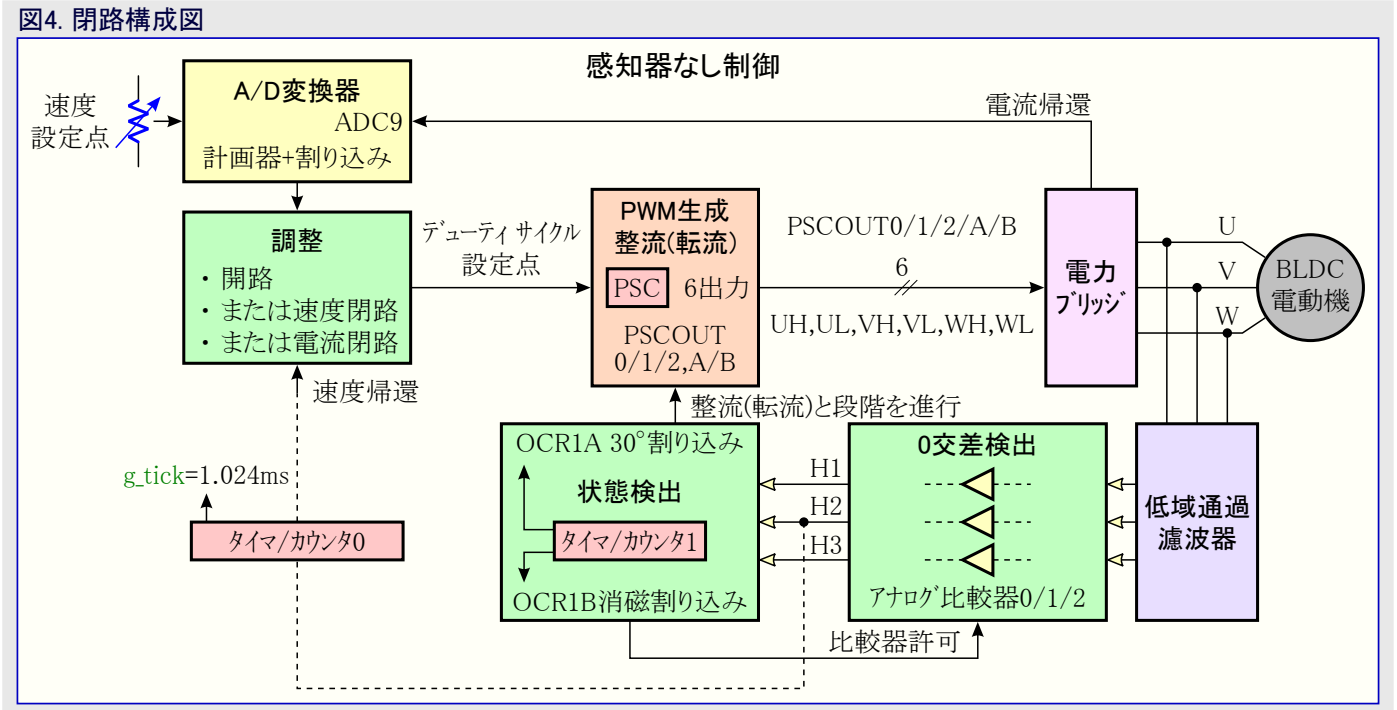 図4. 閉路構成図
感知器なし制御
速度
設定点
A/D変換器
ADC9
計画器+割り込み
電流帰還
調整
・ 開路
・ または速度閉路
・ または電流閉路
デューティ サイクル
設定点
PWM生成
整流(転流)
PSC 6出力
PSCOUT
0/1/2,A/B
PSCOUT0/1/2/A/B
6
UH,UL,VH,VL,WH,WL
電力
ブリッジ
U
V
W
BLDC
電動機
速度帰還
整流(転流)と段階を進行
g_tick=1.024ms
タイマ/カウンタ0
OCR1A 30°割り込み
状態検出
タイマ/カウンタ1
OCR1B消磁割り込み
H1
H2
H3
0交差検出
アナログ比較器0/1/2
低域通過
濾波器
比較器許可